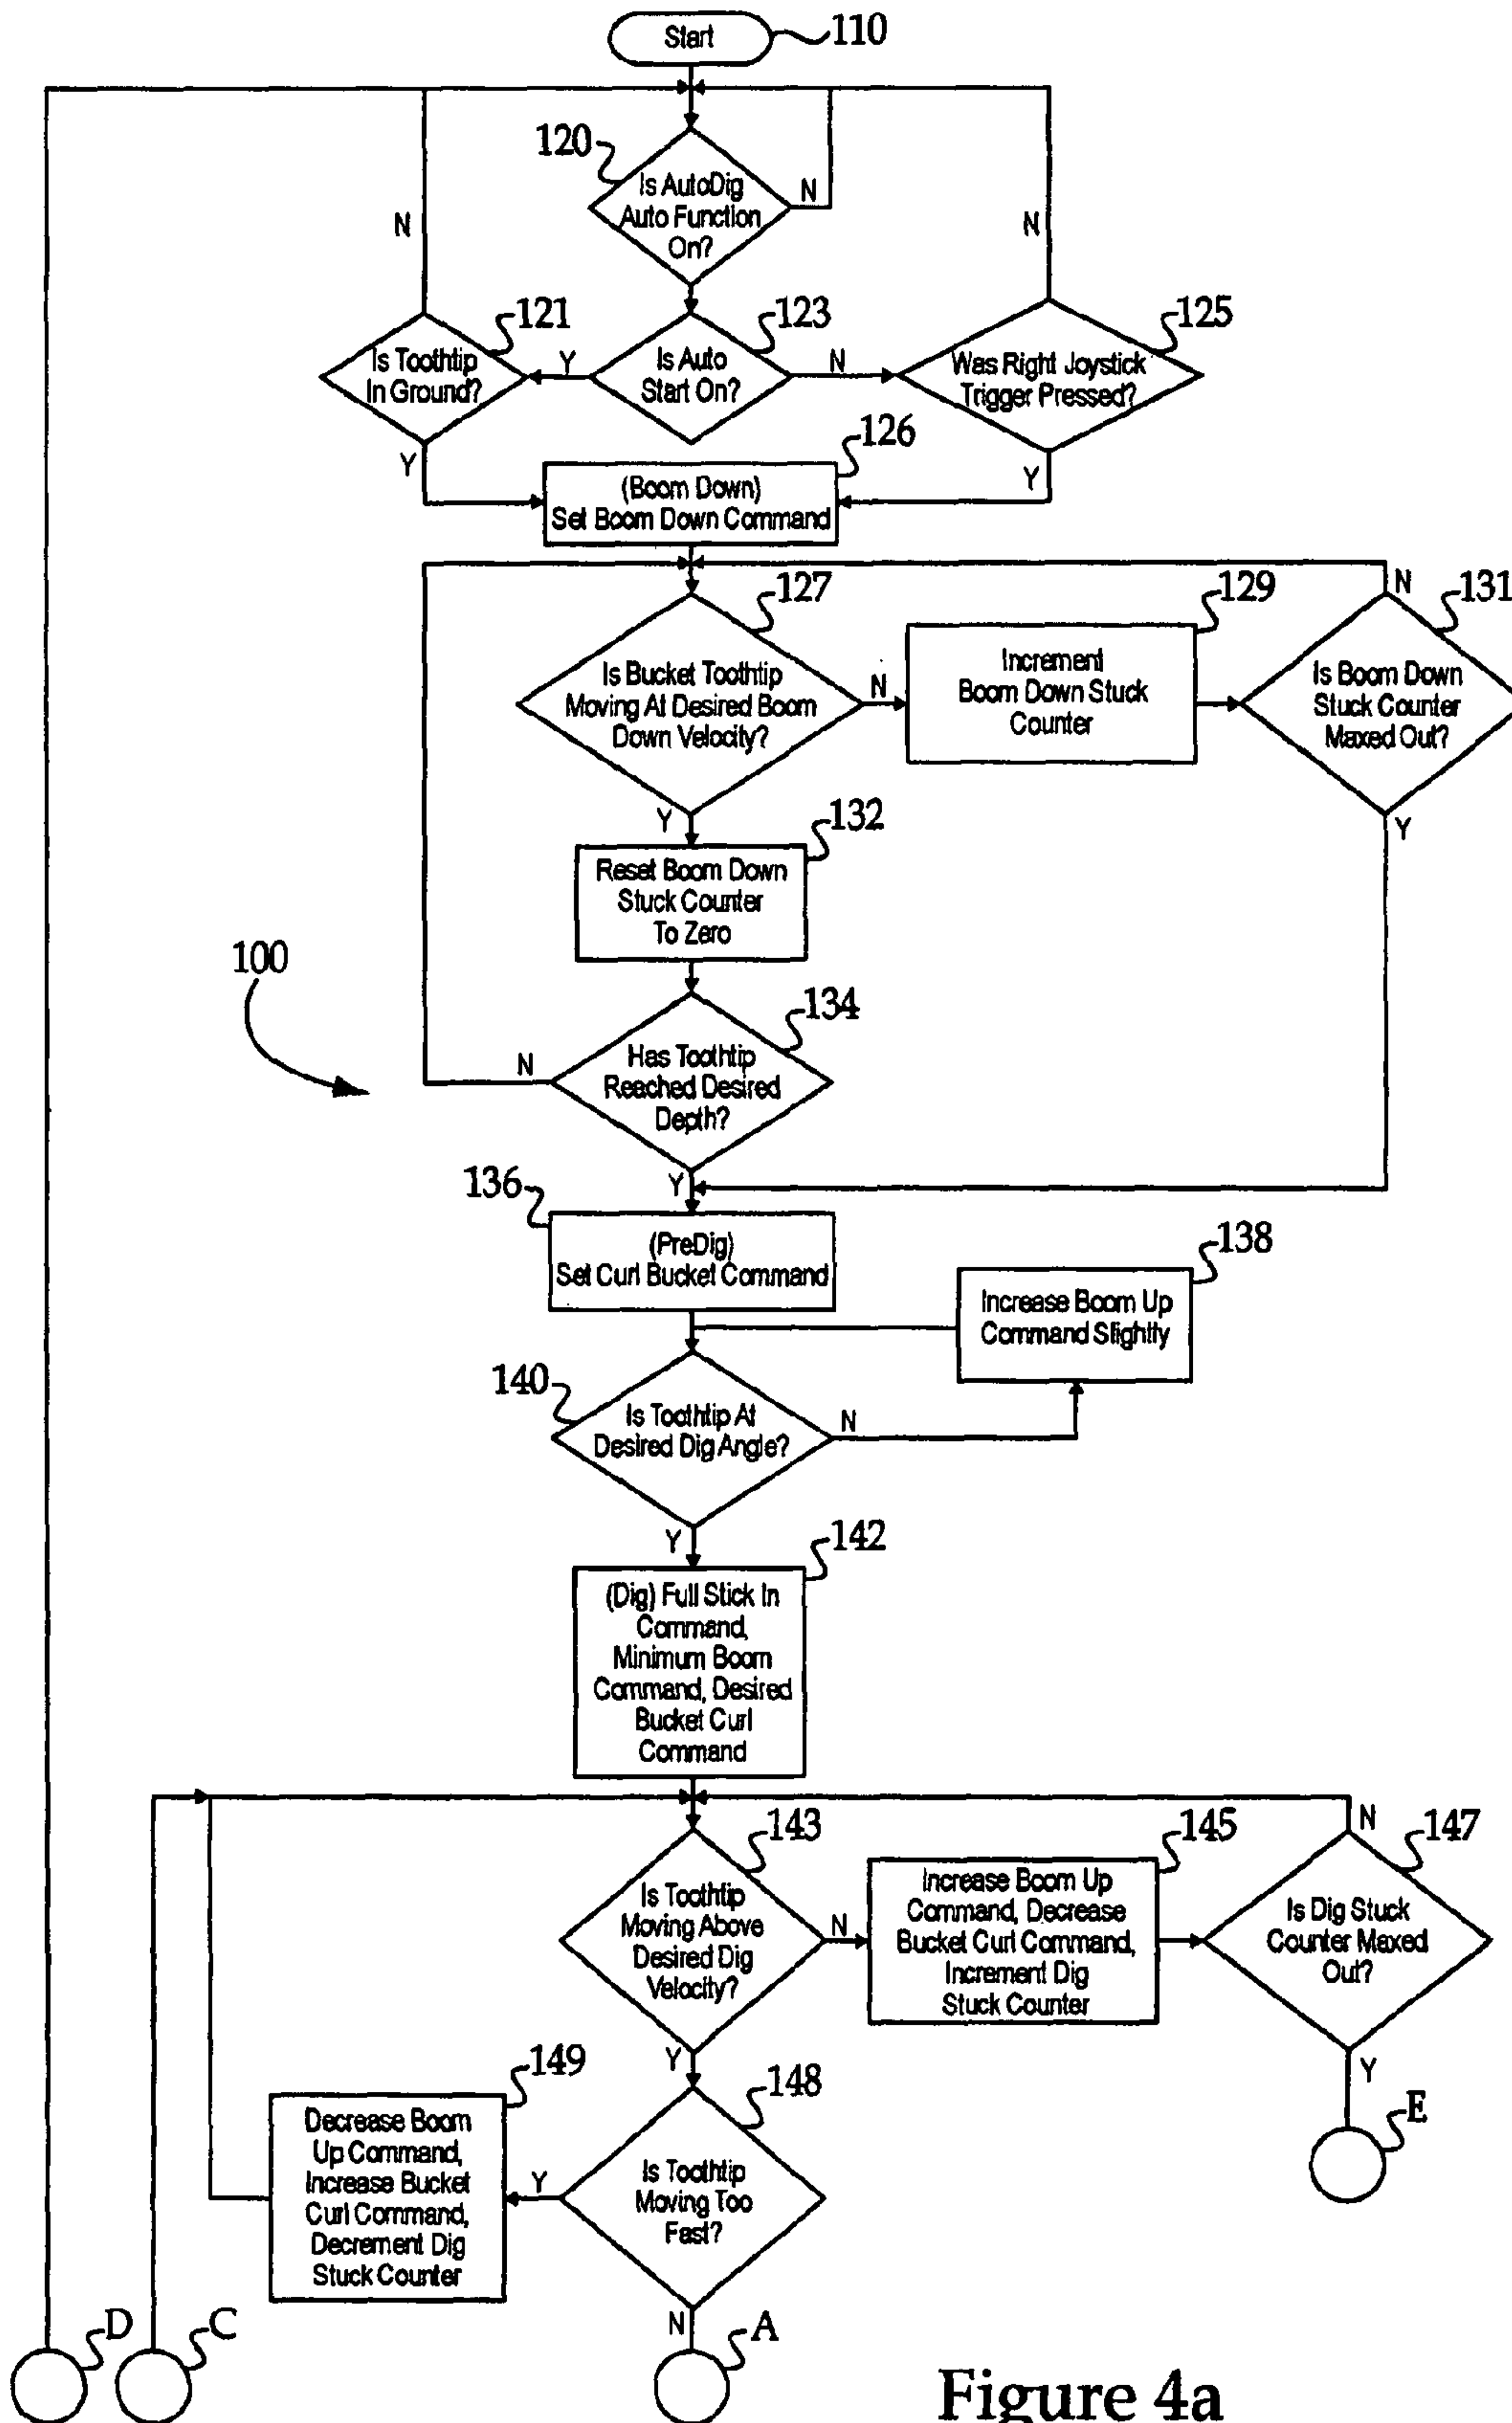 Start
110
120
Is AutoDig
Auto Function
On?
N
N
N
121
Is Toothtip
In Ground?
Y
123
Is Auto
Start On?
N
125
Was Right Joystick
Trigger Pressed?
Y
126
(Boom Down)
Set Boom Down Command
Y
127
Is Bucket Toothtip
Moving At Desired Boom
Down Velocity?
N
129
Increment
Boom Down Stuck
Counter
N
131
Is Boom Down
Stuck Counter
Maxed Out?
Y
Y
132
Reset Boom Down
Stuck Counter
To Zero
100
134
Has Toothtip
Reached Desired
Depth?
N
Y
136
(PreDig)
Set Curl Bucket Command
138
Increase Boom Up
Command Slightly
140
Is Toothtip At
Desired Dig Angle?
N
Y
142
(Dig) Full Stick In
Command,
Minimum Boom
Command, Desired
Bucket Curl
Command
143
Is Toothtip
Moving Above
Desired Dig
Velocity?
N
145
Increase Boom Up
Command, Decrease
Bucket Curl Command,
Increment Dig
Stuck Counter
N
147
Is Dig Stuck
Counter Maxed
Out?
Y
E
Y
149
Decrease Boom
Up Command,
Increase Bucket
Curl Command,
Decrement Dig
Stuck Counter
Y
148
Is Toothtip
Moving Too
Fast?
N
D
C
A
Figure 4a